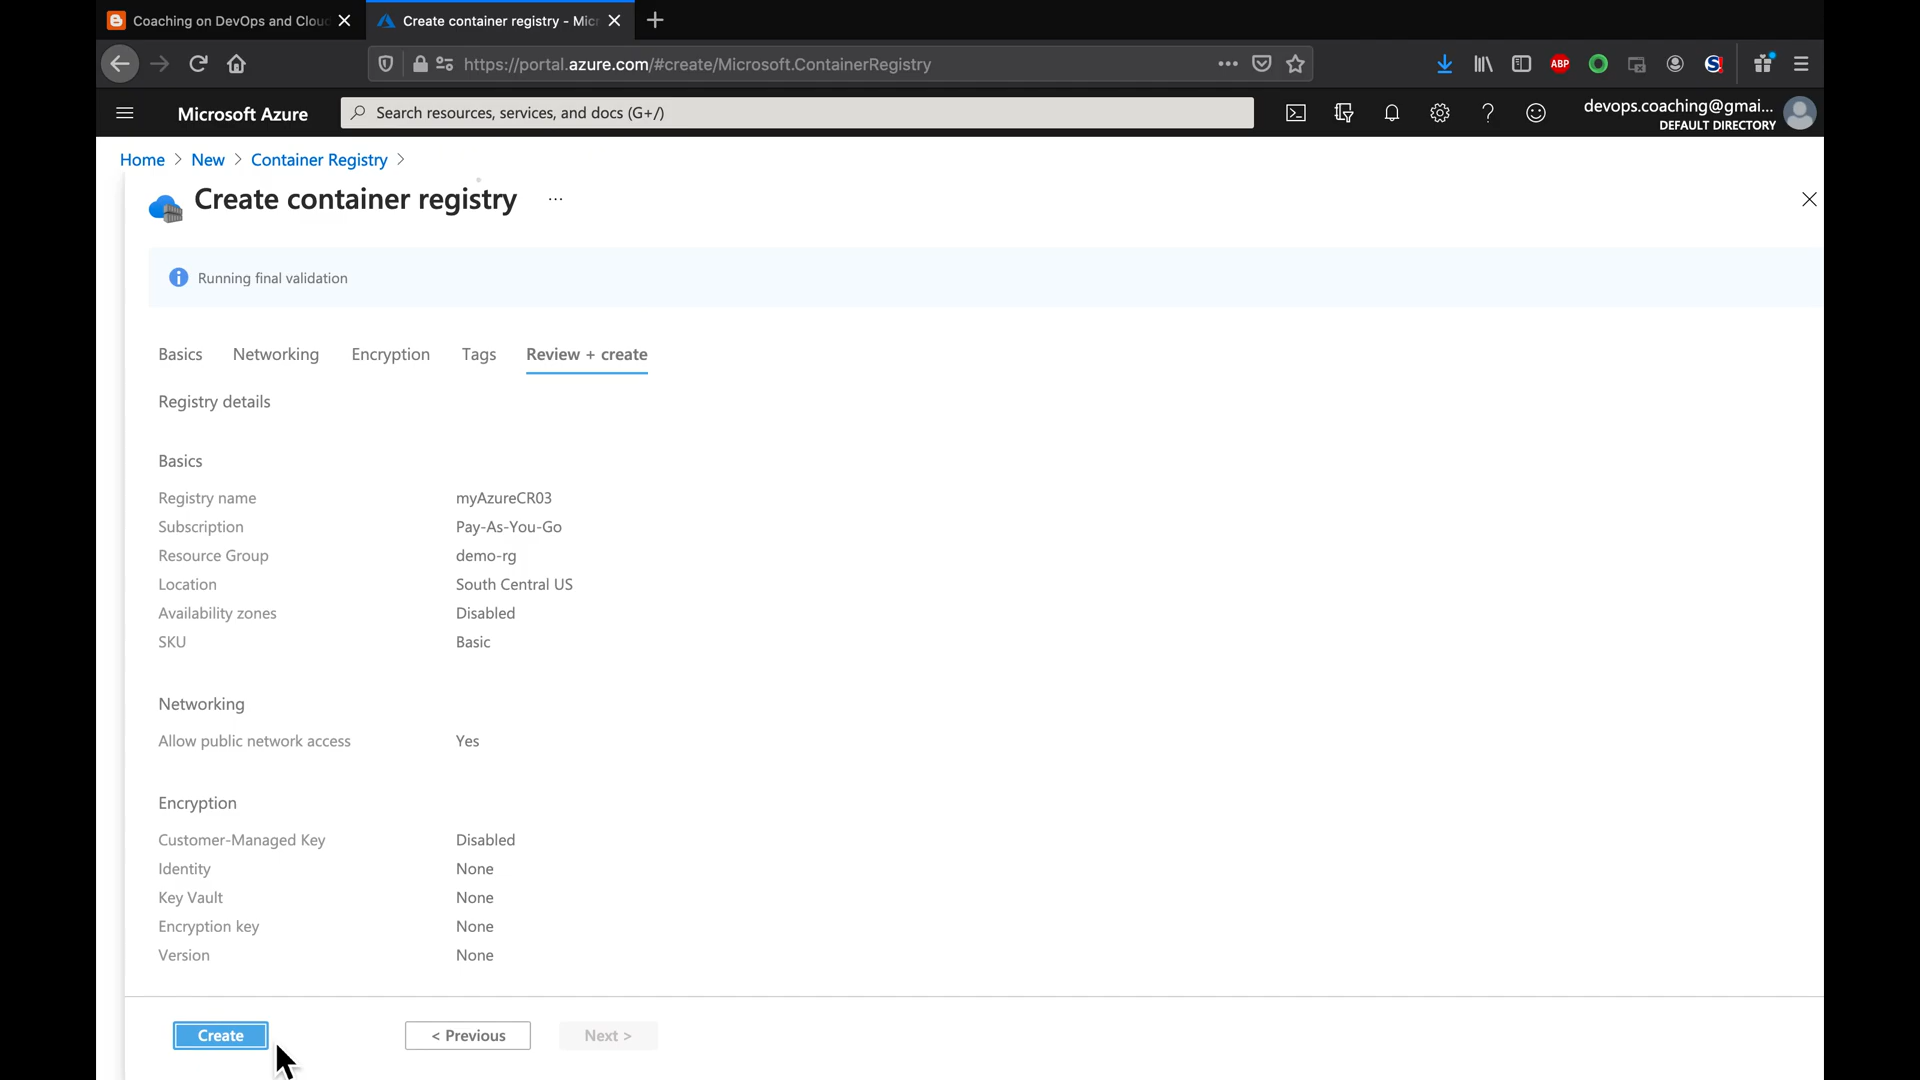 Coaching on DevOps and Clou
Create container registry - Micr
https://portal.azure.com/#create/Microsoft.ContainerRegistry
ABP
Microsoft Azure
Search resources, services, and docs (G+/)
devops.coaching@gmai...
DEFAULT DIRECTORY
Home > New > Container Registry >
Create container registry ...
Running final validation
Basics Networking Encryption Tags Review + create
Registry details
Basics
Registry name myAzureCR03
Subscription Pay-As-You-Go
Resource Group demo-rg
Location South Central US
Availability zones Disabled
SKU Basic
Networking
Allow public network access Yes
Encryption
Customer-Managed Key Disabled
Identity None
Key Vault None
Encryption key None
Version None
Create < Previous Next >